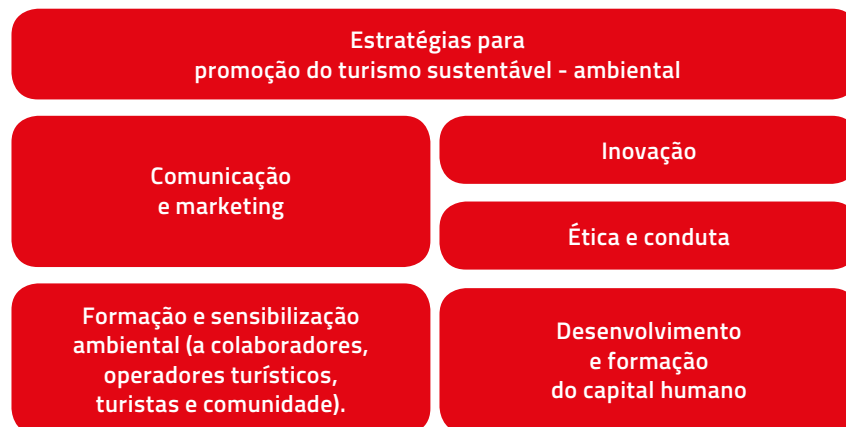 Estratégias para
promoção do turismo sustentável - ambiental
Comunicação
e marketing
Inovação
Ética e conduta
Formação e sensibilização
ambiental (a colaboradores,
operadores turísticos,
turistas e comunidade).
Desenvolvimento
e formação
do capital humano